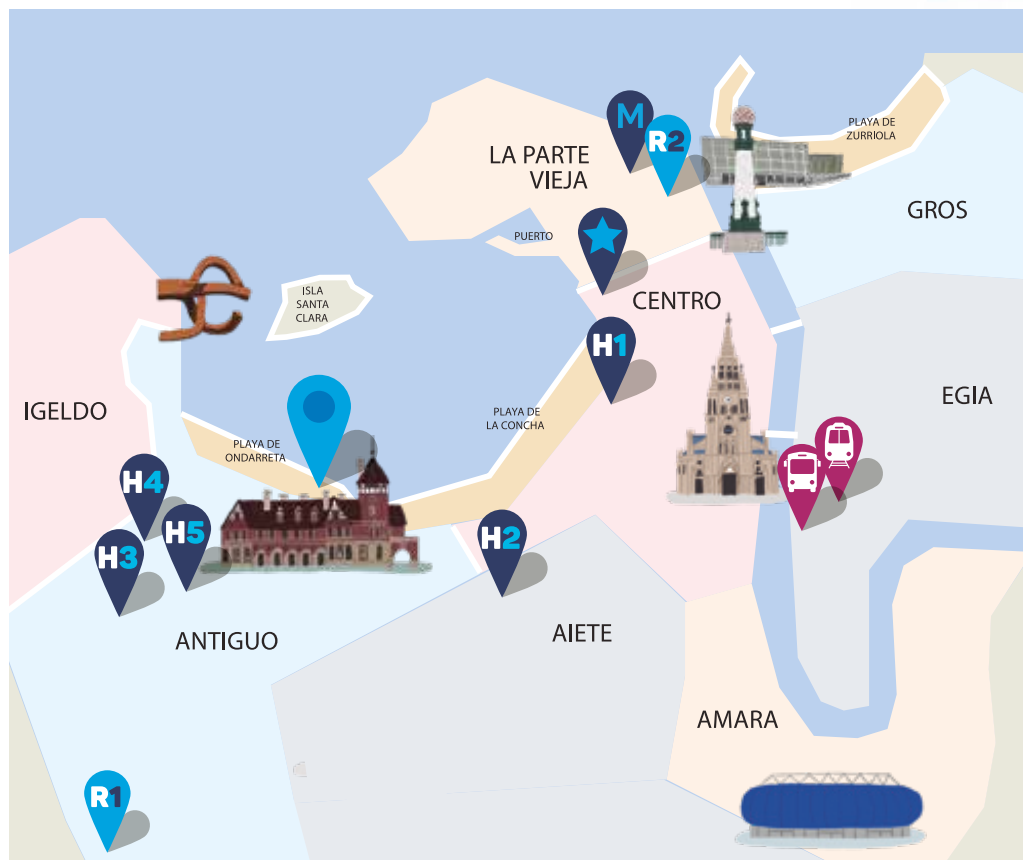 M
R2
PLAYA DE
ZURRIOLA
LA PARTE
VIEJA
GROS
PUERTO
ISLA
SANTA
CLARA
CENTRO
H1
IGELDO
EGIA
PLAYA DE
LA CONCHA
PLAYA DE
ONDARRETA
H4
H5
H2
H3
ANTIGUO
AIETE
AMARA
R1